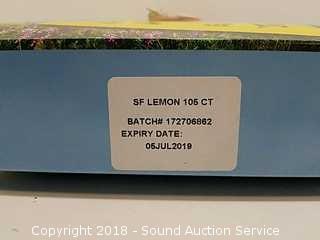 SF LEMON 105 CT
BATCH# 172706862
EXPIRY DATE:
05JUL2019
Copyright 2018 - Sound Auction Service